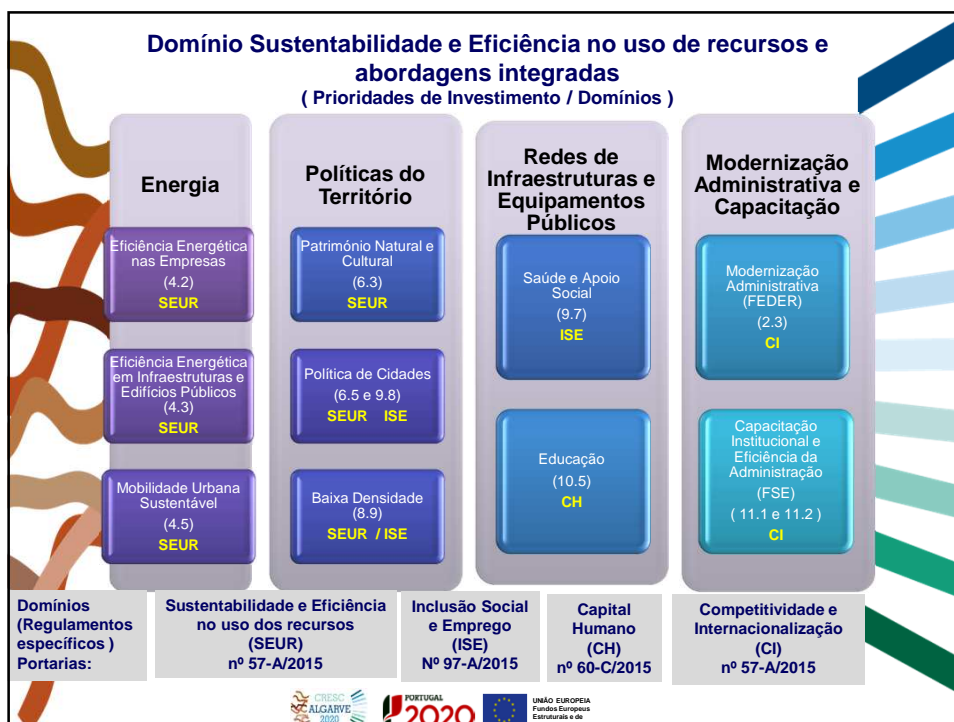 Domínio Sustentabilidade e Eficiência no uso de recursos e
abordagens integradas
( Prioridades de Investimento / Domínios )
Energia
Eficiência Energética
nas Empresas
(4.2)
SEUR
Eficiência Energética
em Infraestruturas e
Edifícios Públicos
(4.3)
SEUR
Mobilidade Urbana
Sustentável
(4.5)
SEUR
Políticas do
Território
Património Natural e
Cultural
(6.3)
SEUR
Política de Cidades
(6.5 e 9.8)
SEUR ISE
Baixa Densidade
(8.9)
SEUR / ISE
Redes de
Infraestruturas e
Equipamentos
Públicos
Saúde e Apoio
Social
(9.7)
ISE
Educação
(10.5)
CH
Modernização
Administrativa e
Capacitação
Modernização
Administrativa
(FEDER)
(2.3)
CI
Capacitação
Institucional e
Eficiência da
Administração
(FSE)
( 11.1 e 11.2 )
CI
Domínios
(Regulamentos
específicos )
Portarias:
Sustentabilidade e Eficiência
no uso dos recursos
(SEUR)
nº 57-A/2015
Inclusão Social
e Emprego
(ISE)
Nº 97-A/2015
Capital
Humano
(CH)
nº 60-C/2015
Competitividade e
Internacionalização
(CI)
nº 57-A/2015
CRESC
ALGARVE
2020
PORTUGAL
2020
UNIÃO EUROPEIA
Fundos Europeus
Estruturais e de